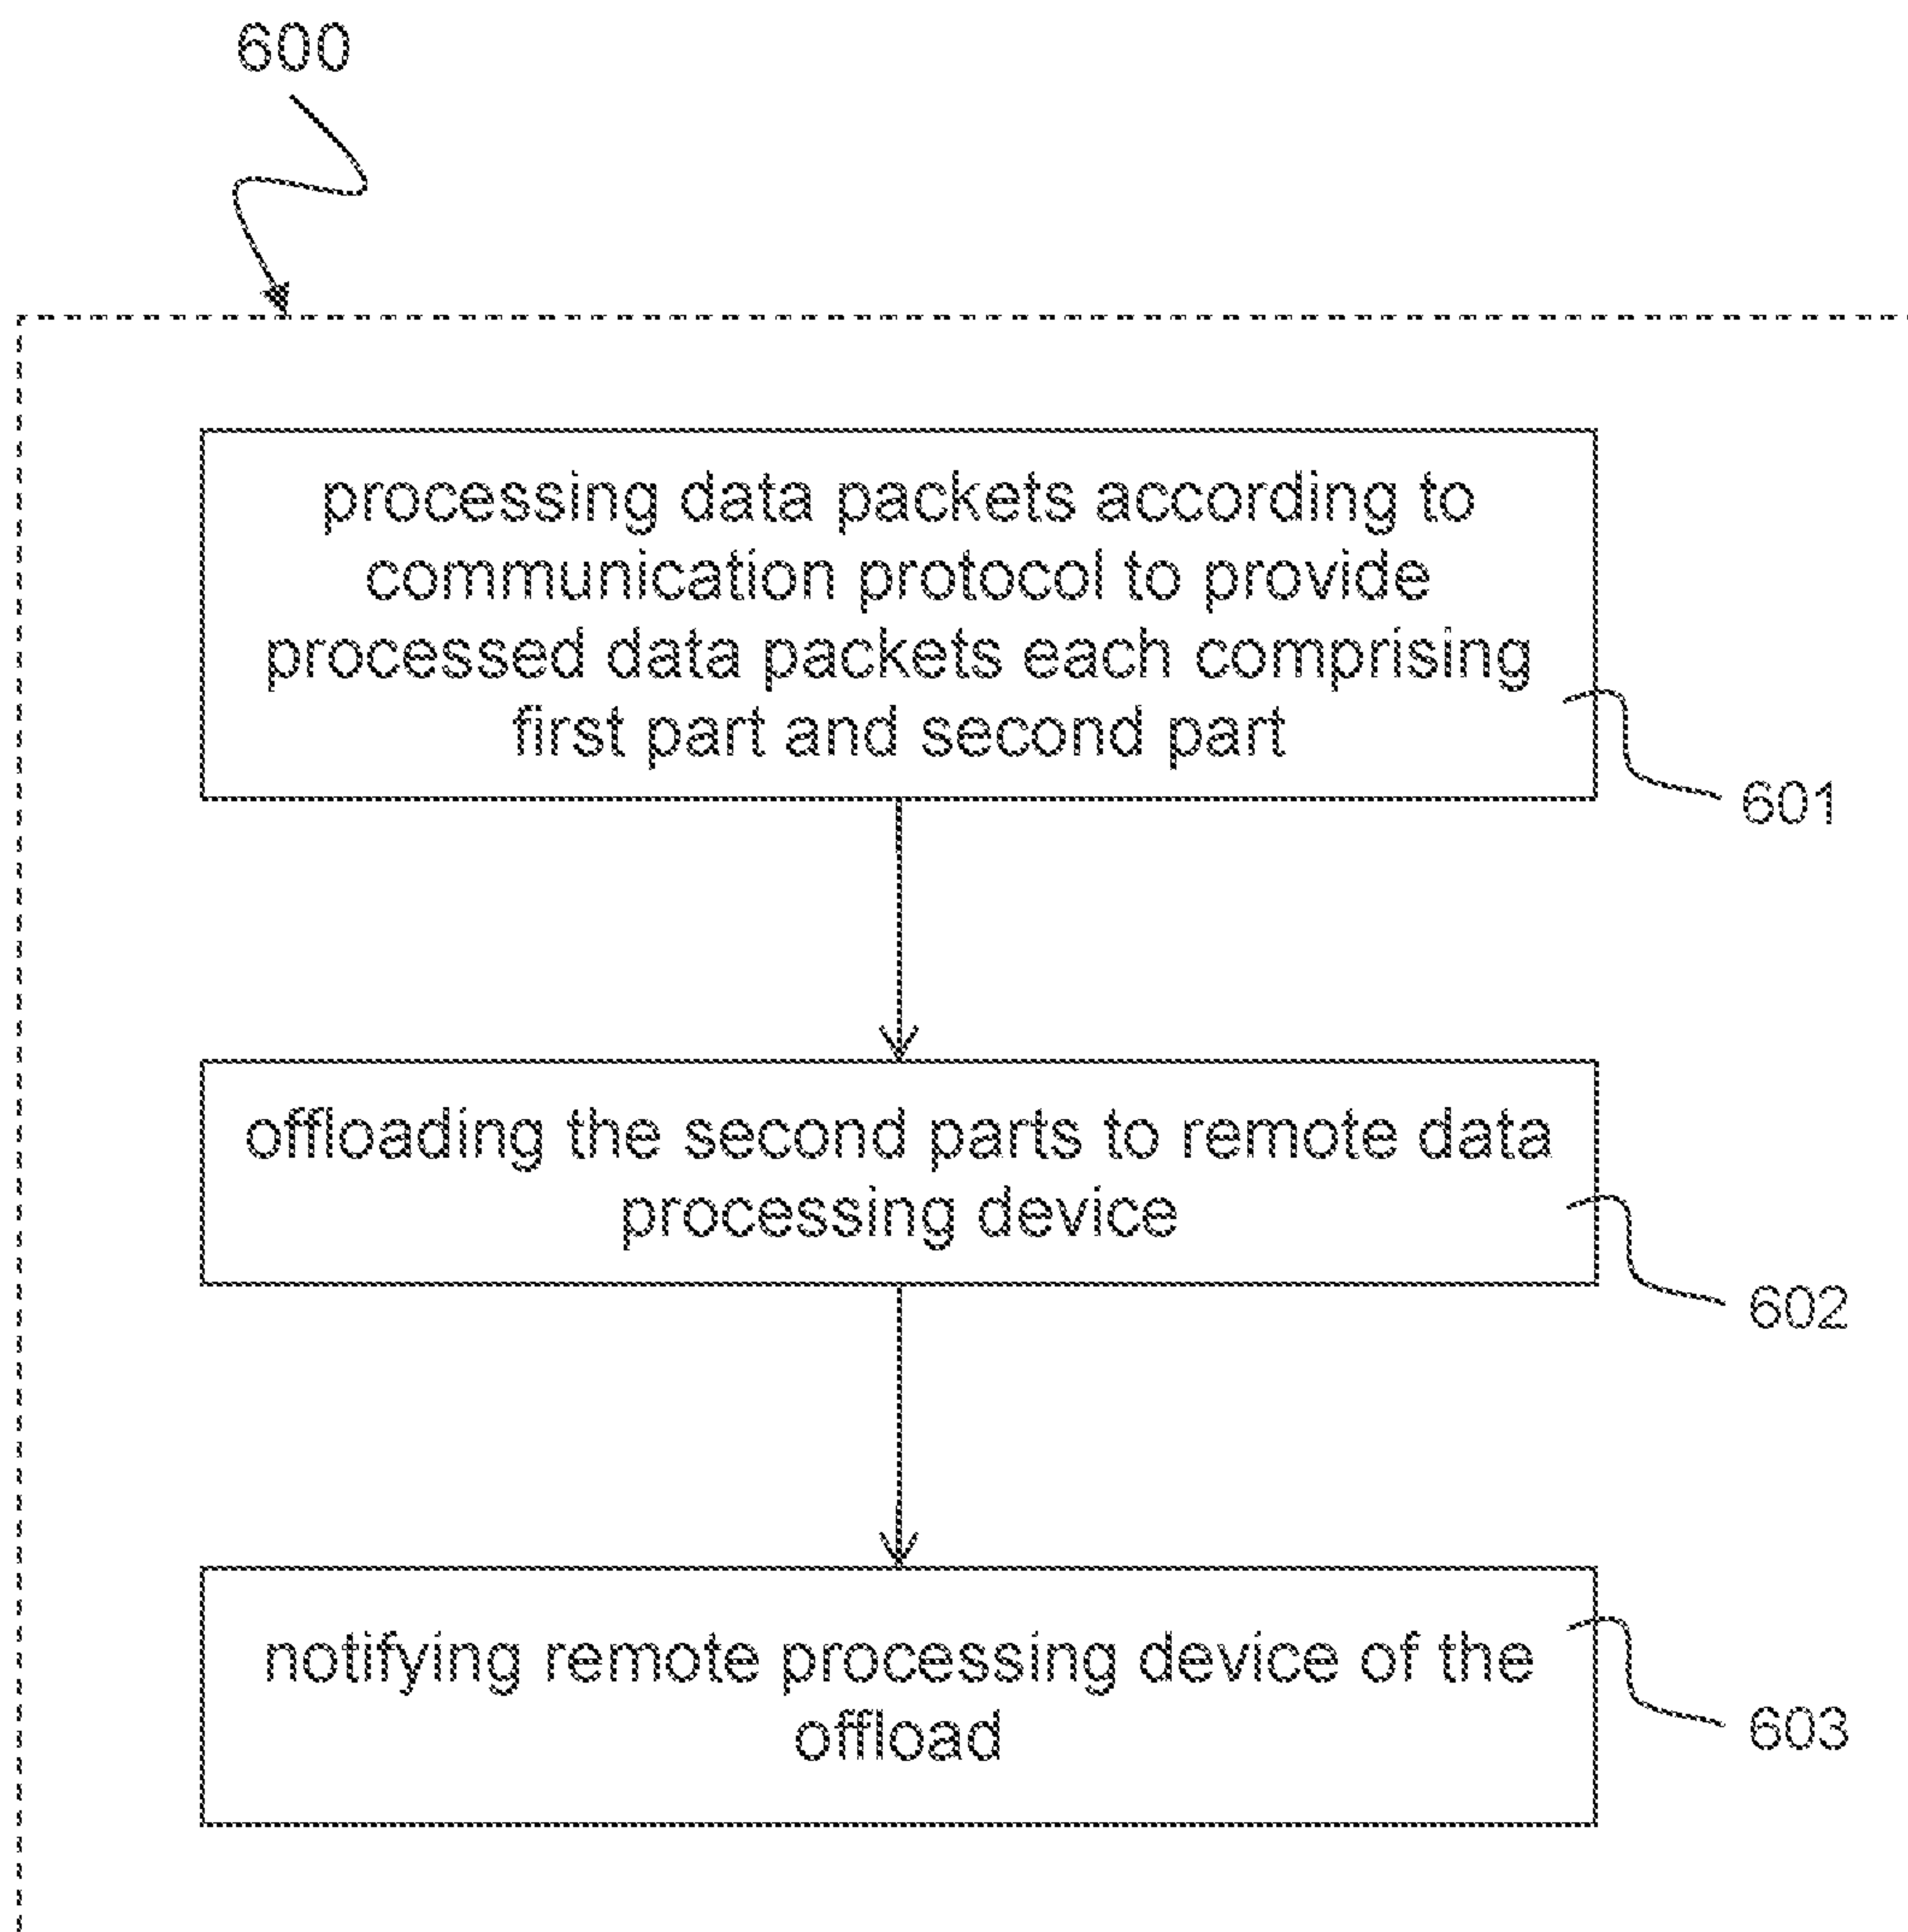 600
processing data packets according to
communication protocol to provide
processed data packets each comprising
first part and second part
601
offloading the second parts to remote data
processing device
602
notifying remote processing device of the
offload
603